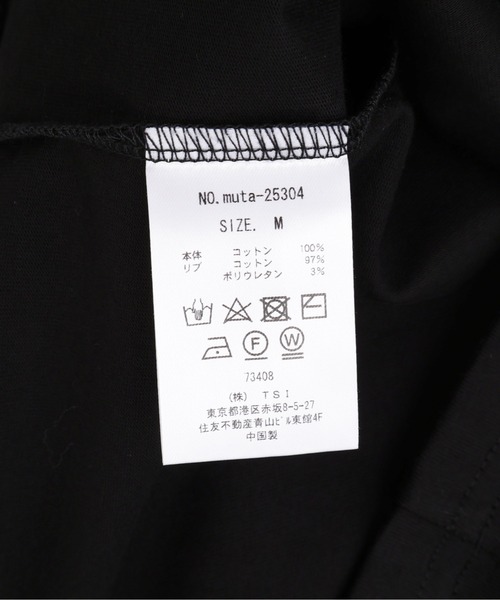 NO.muta-25304
SIZE. M
本体 コットン 100%
リブ コットン 97%
ポリウレタン 3%
F W
73408
(株) TSI
東京都港区赤坂8-5-27
住友不動産青山ビル東館4F
中国製